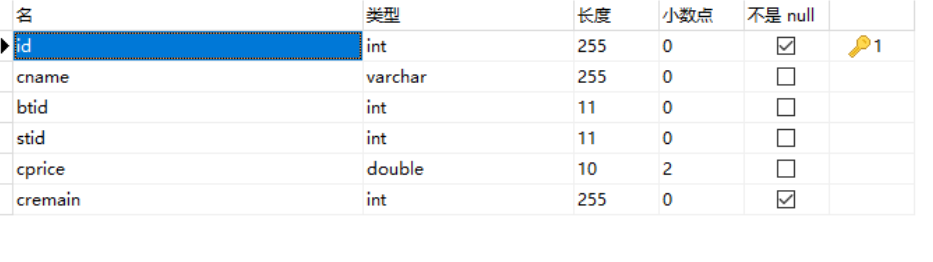 名 类型 长度 小数点 不是 null
id int 255 0 1
cname varchar 255 0
btid int 11 0
stid int 11 0
cprice double 10 2
cremain int 255 0